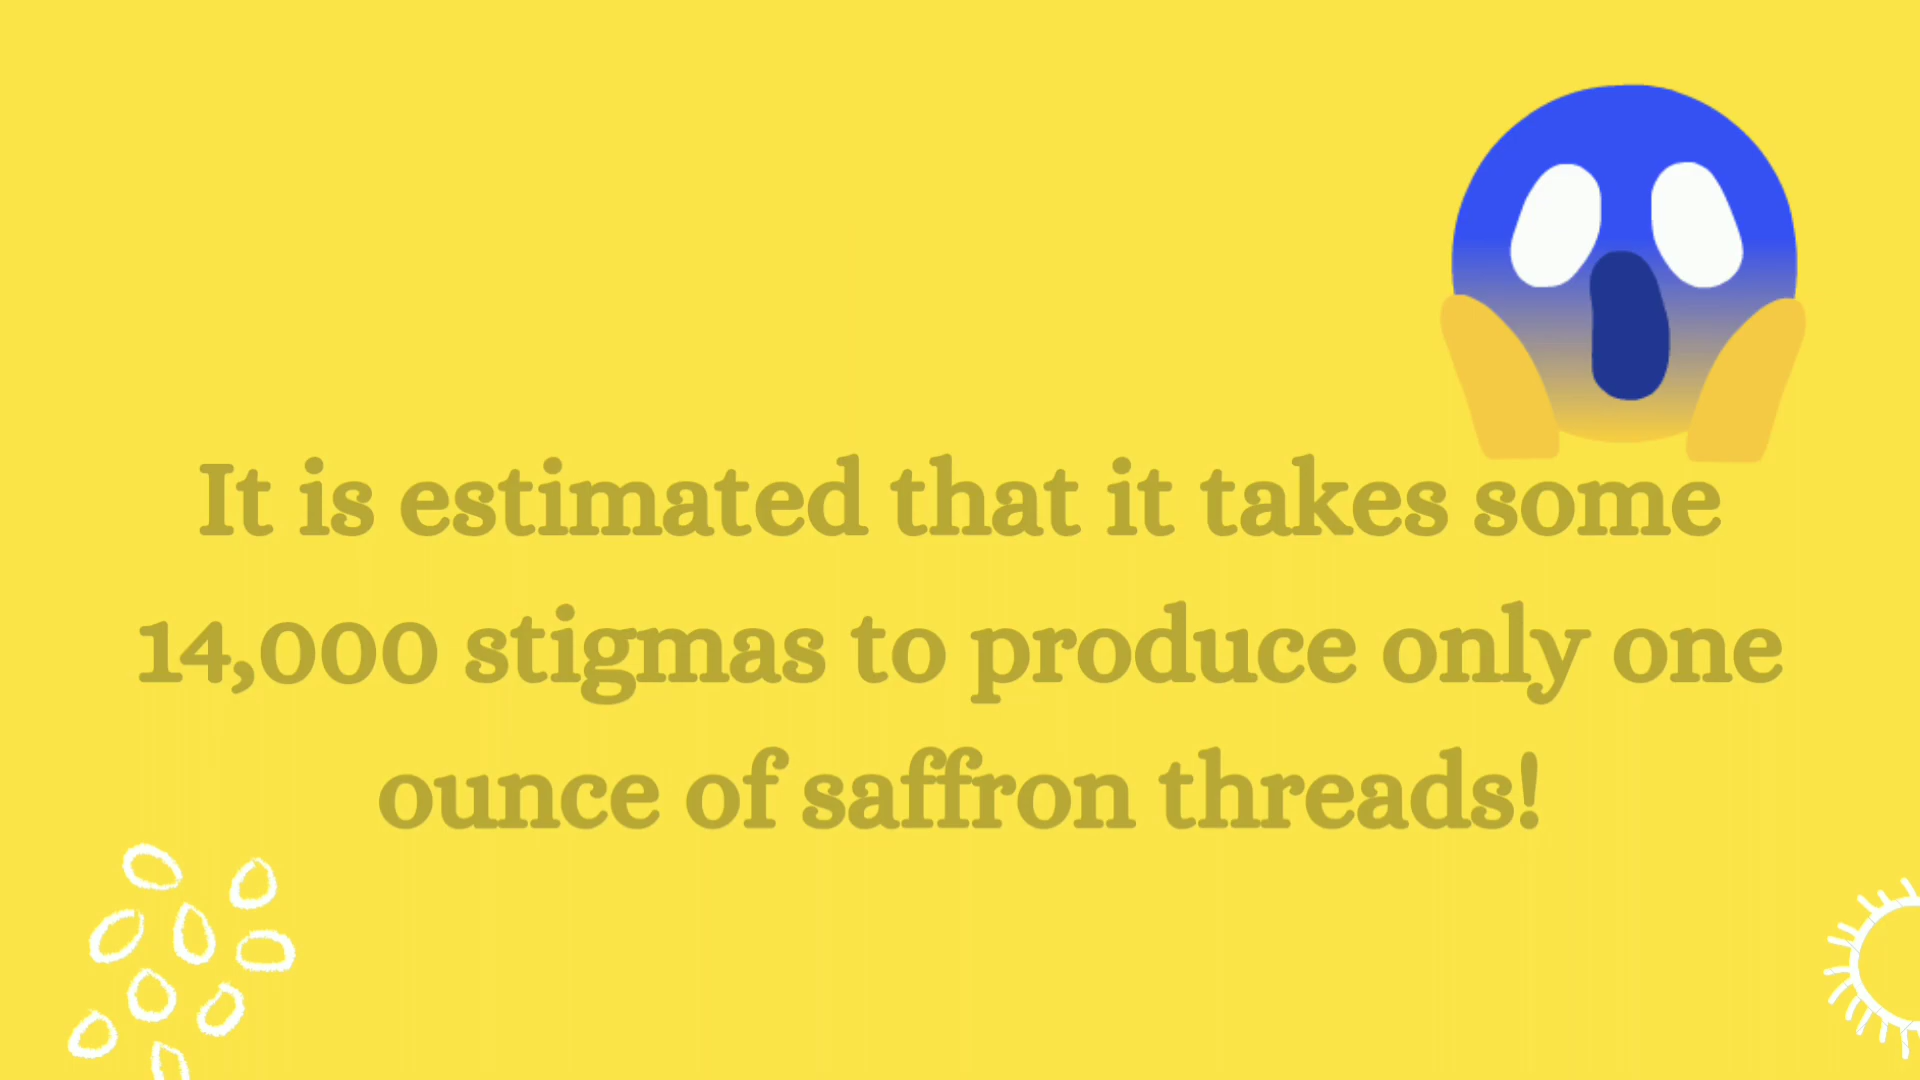 It is estimated that it takes some
14,000 stigmas to produce only one
ounce of saffron threads!